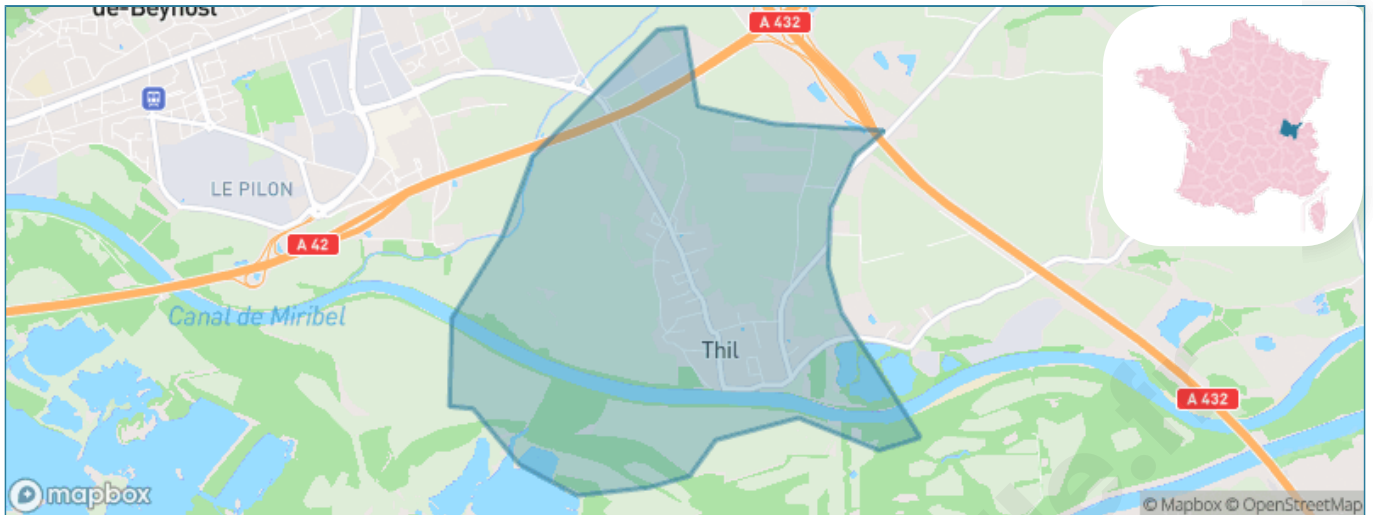 de-Beynost
A 432
LE PILON
A 42
Canal de Miribel
Thil
A 432
mapbox
© Mapbox © OpenStreetMap